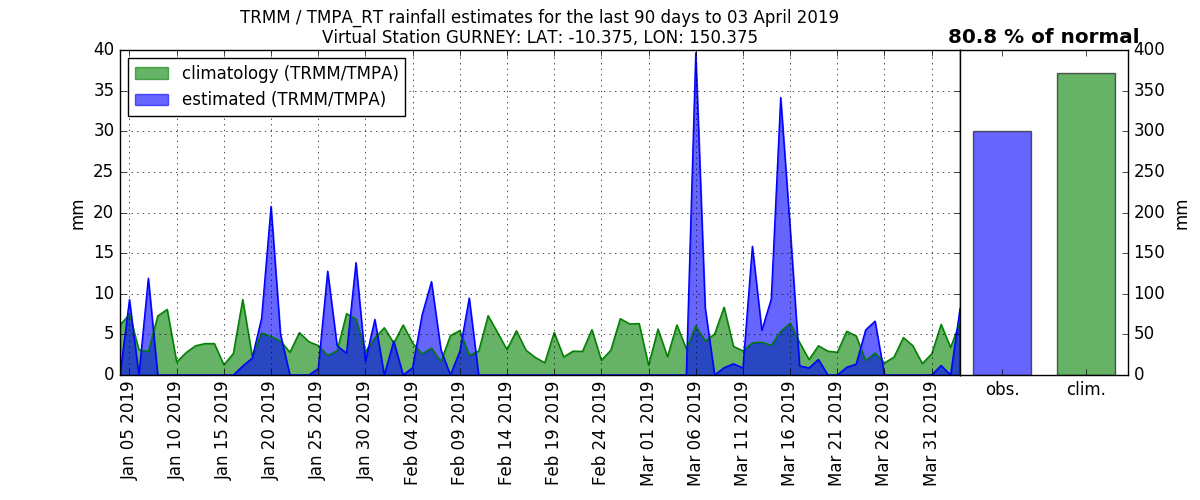 TRMM / TMPA_RT rainfall estimates for the last 90 days to 03 April 2019
Virtual Station GURNEY: LAT: -10.375, LON: 150.375
80.8 % of normal
climatology (TRMM/TMPA)
estimated (TRMM/TMPA)
40
35
30
25
20
15
10
5
0
mm
Jan 05 2019
Jan 10 2019
Jan 15 2019
Jan 20 2019
Jan 25 2019
Jan 30 2019
Feb 04 2019
Feb 09 2019
Feb 14 2019
Feb 19 2019
Feb 24 2019
Mar 01 2019
Mar 06 2019
Mar 11 2019
Mar 16 2019
Mar 21 2019
Mar 26 2019
Mar 31 2019
obs.
clim.
400
350
300
250
200
150
100
50
0
mm